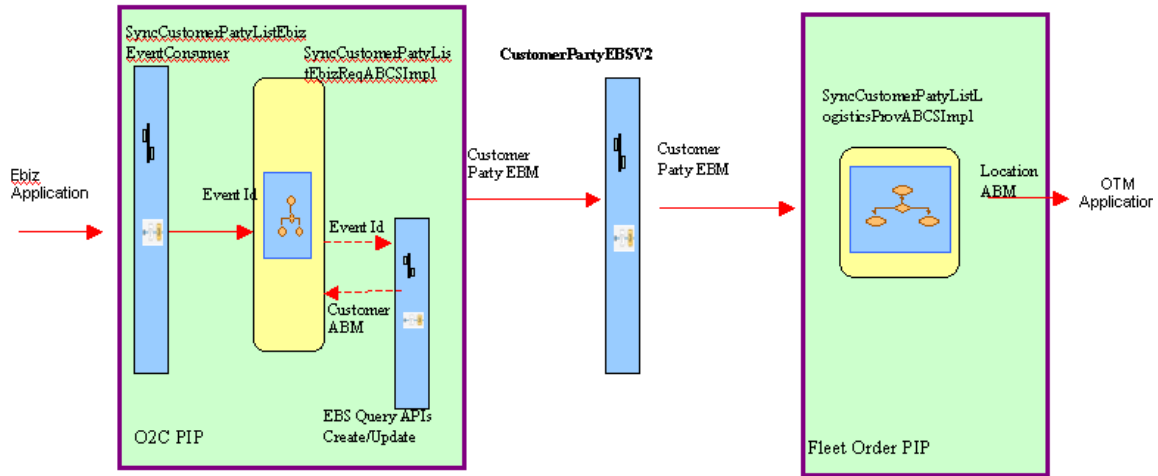 SyncCustomerPartyListEbiz
EventConsumer
SyncCustomerPartyLis
tEbizReqABCSImpl
CustomerPartyEBSV2
SyncCustomerPartyListL
ogisticsProvABCSImpl
Ebiz
Application
Event Id
Event Id
Customer
ABM
Customer
Party EBM
Customer
Party EBM
Location
ABM
OTM
Application
EBS Query APIs
Create/Update
O2C PIP
Fleet Order PIP